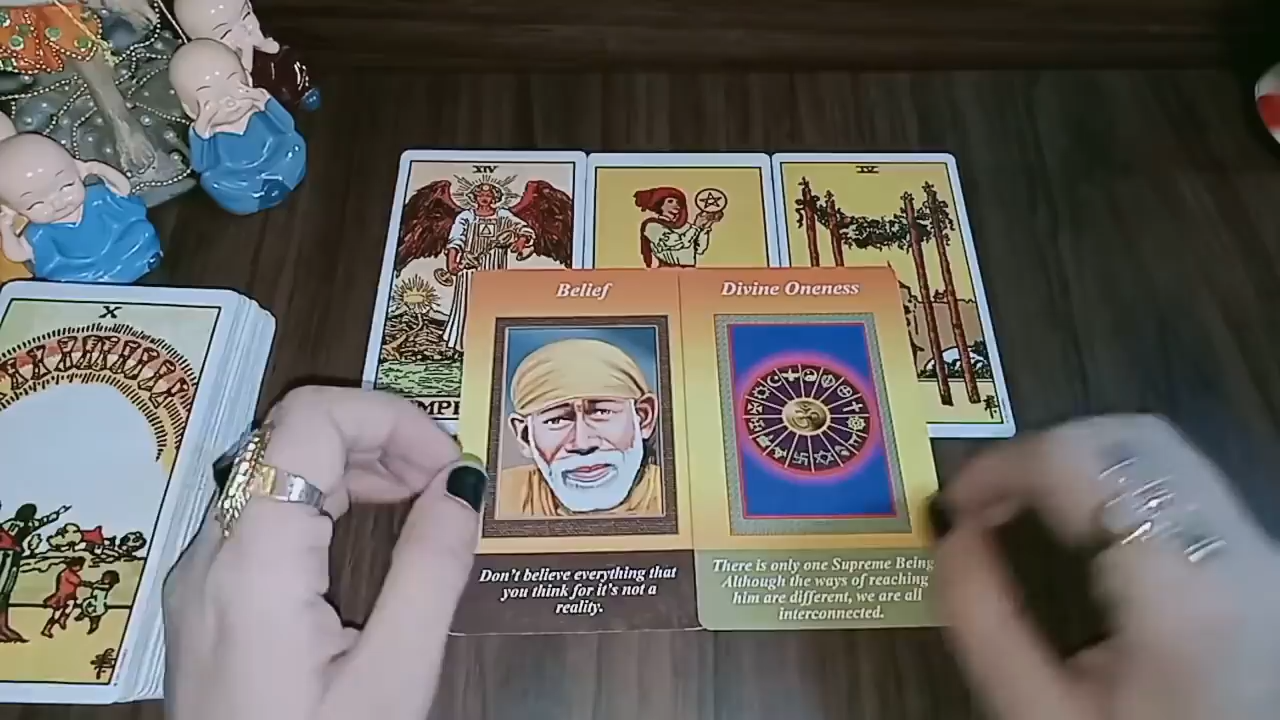 XIV
IV
X
Belief
Divine Oneness
Don't believe everything that
you think for it's not a
reality.
There is only one Supreme Being
Although the ways of reaching
him are different, we are all
interconnected.